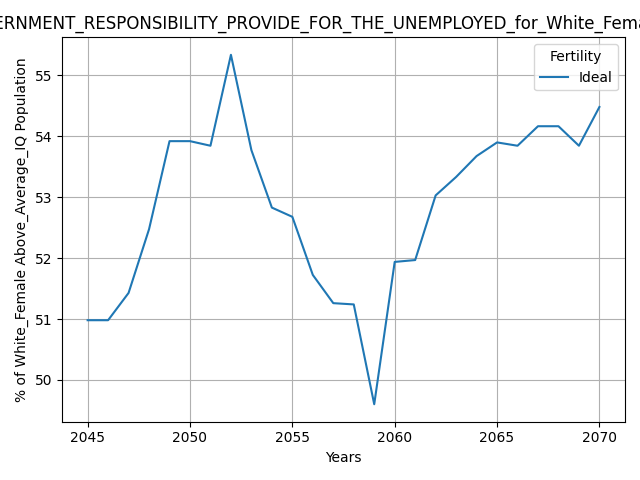 ERNMENT_RESPONSIBILITY_PROVIDE_FOR_THE_UNEMPLOYED_for_White_Fema
Fertility
Ideal
% of White_Female Above_Average_IQ Population
55
54
53
52
51
50
2045 2050 2055 2060 2065 2070
Years